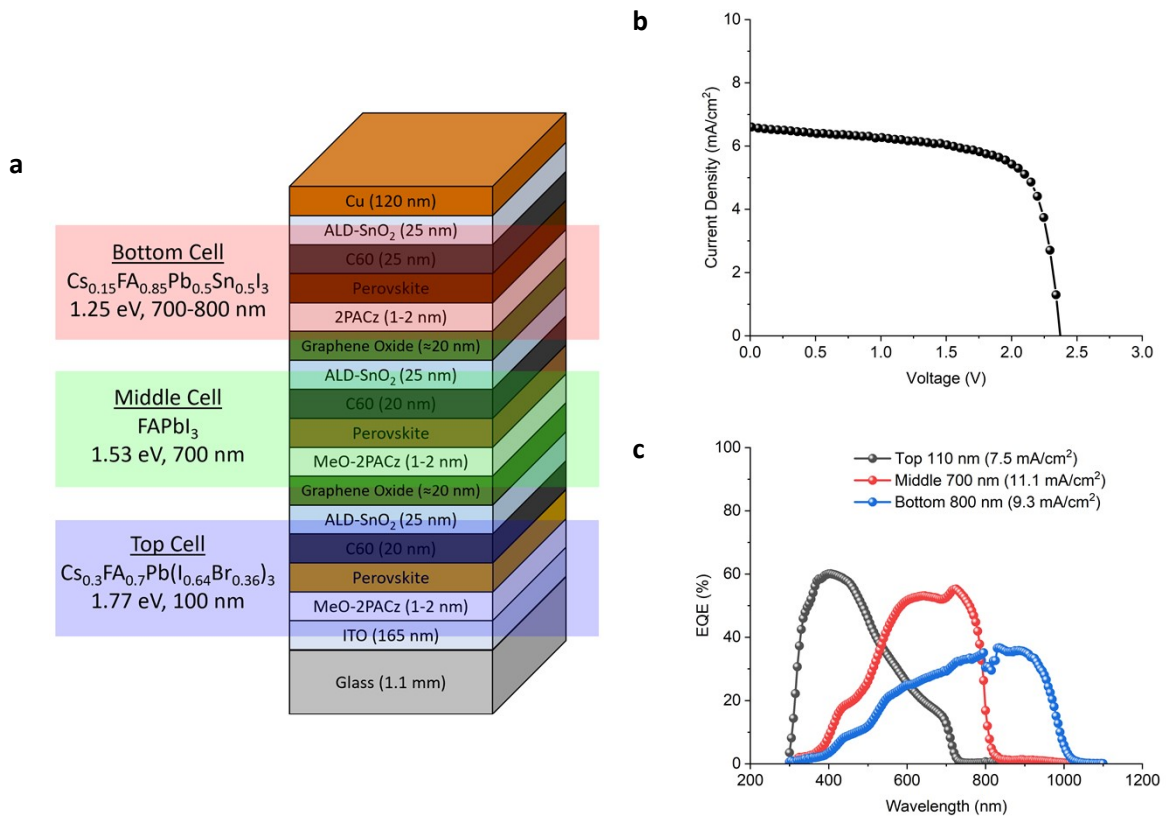 a
Cu (120 nm)
ALD-SnO₂ (25 nm)
C60 (25 nm)
Perovskite
2PACz (1-2 nm)
Graphene Oxide (≈20 nm)
ALD-SnO₂ (25 nm)
C60 (20 nm)
Perovskite
MeO-2PACz (1-2 nm)
Graphene Oxide (≈20 nm)
ALD-SnO₂ (25 nm)
C60 (20 nm)
Perovskite
MeO-2PACz (1-2 nm)
ITO (165 nm)
Glass (1.1 mm)
Bottom Cell
Cs₀.₁₅FA₀.₈₅Pb₀.₅Sn₀.₅I₃
1.25 eV, 700-800 nm
Middle Cell
FAPbI₃
1.53 eV, 700 nm
Top Cell
Cs₀.₃FA₀.₇Pb(I₀.₆₄Br₀.₃₆)₃
1.77 eV, 100 nm
b
10
8
6
4
2
0
Current Density (mA/cm²)
0.0 0.5 1.0 1.5 2.0 2.5 3.0
Voltage (V)
c
Top 110 nm (7.5 mA/cm²)
Middle 700 nm (11.1 mA/cm²)
Bottom 800 nm (9.3 mA/cm²)
100
80
60
40
20
0
EQE (%)
200 400 600 800 1000 1200
Wavelength (nm)